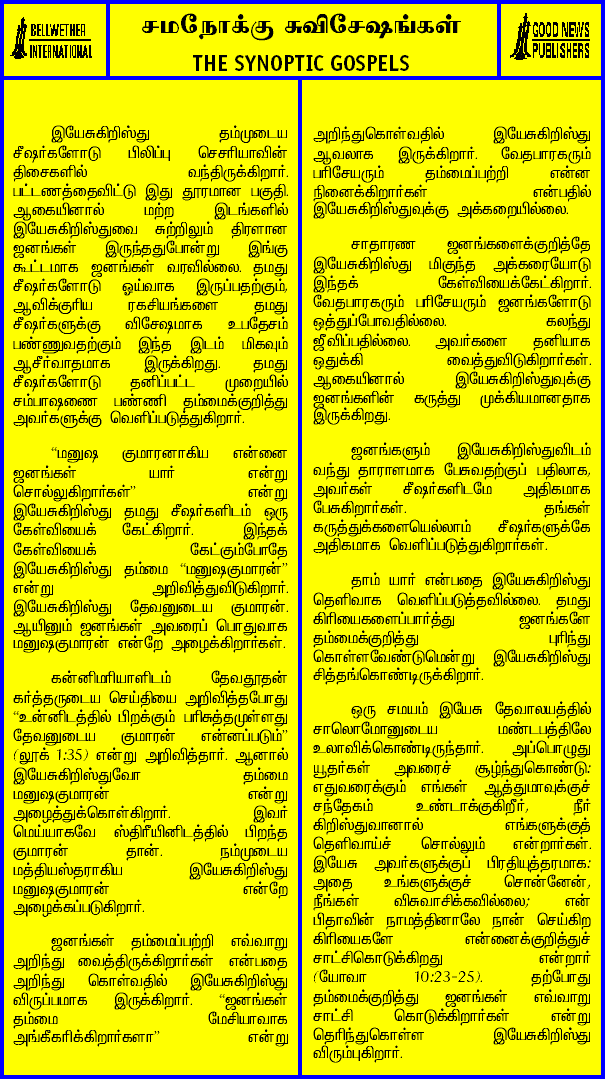 BELLWETHER
INTERNATIONAL
சமநோக்கு சுவிசேஷங்கள்
THE SYNOPTIC GOSPELS
GOOD NEWS
PUBLISHERS
இயேசுகிறிஸ்து தம்முடைய
சீஷர்களோடு பிலிப்பு செசரியாவின்
திசைகளில் வந்திருக்கிறார்.
பட்டணத்தைவிட்டு இது தூரமான பகுதி.
ஆகையினால் மற்ற இடங்களில்
இயேசுகிறிஸ்துவை சுற்றிலும் திரளான
ஜனங்கள் இருந்ததுபோன்று இங்கு
கூட்டமாக ஜனங்கள் வரவில்லை. தமது
சீஷர்களோடு ஓய்வாக இருப்பதற்கும்,
ஆவிக்குரிய ரகசியங்களை தமது
சீஷர்களுக்கு விசேஷமாக உபதேசம்
பண்ணுவதற்கும் இந்த இடம் மிகவும்
ஆசீர்வாதமாக இருக்கிறது. தமது
சீஷர்களோடு தனிப்பட்ட முறையில்
சம்பாஷணை பண்ணி தம்மைக்குறித்து
அவர்களுக்கு வெளிப்படுத்துகிறார்.
“மனுஷ குமாரனாகிய என்னை
ஜனங்கள் யார் என்று
சொல்லுகிறார்கள்” என்று
இயேசுகிறிஸ்து தமது சீஷர்களிடம் ஒரு
கேள்வியைக் கேட்கிறார். இந்தக்
கேள்வியைக் கேட்கும்போதே
இயேசுகிறிஸ்து தம்மை “மனுஷகுமாரன்”
என்று அறிவித்துவிடுகிறார்.
இயேசுகிறிஸ்து தேவனுடைய குமாரன்.
ஆயினும் ஜனங்கள் அவரைப் பொதுவாக
மனுஷகுமாரன் என்றே அழைக்கிறார்கள்.
கன்னிமரியாளிடம் தேவதூதன்
கர்த்தருடைய செய்தியை அறிவித்தபோது
“உன்னிடத்தில் பிறக்கும் பரிசுத்தமுள்ளது
தேவனுடைய குமாரன் என்னப்படும்”
(லூக் 1:35) என்று அறிவித்தார். ஆனால்
இயேசுகிறிஸ்துவோ தம்மை
மனுஷகுமாரன் என்று
அழைத்துக்கொள்கிறார். இவர்
மெய்யாகவே ஸ்திரீயினிடத்தில் பிறந்த
குமாரன் தான். நம்முடைய
மத்தியஸ்தராகிய இயேசுகிறிஸ்து
மனுஷகுமாரன் என்றே
அழைக்கப்படுகிறார்.
ஜனங்கள் தம்மைப்பற்றி எவ்வாறு
அறிந்து வைத்திருக்கிறார்கள் என்பதை
அறிந்து கொள்வதில் இயேசுகிறிஸ்து
விருப்பமாக இருக்கிறார். “ஜனங்கள்
தம்மை மேசியாவாக
அங்கீகரிக்கிறார்களா” என்று
அறிந்துகொள்வதில் இயேசுகிறிஸ்து
ஆவலாக இருக்கிறார். வேதபாரகரும்
பரிசேயரும் தம்மைப்பற்றி என்ன
நினைக்கிறார்கள் என்பதில்
இயேசுகிறிஸ்துவுக்கு அக்கறையில்லை.
சாதாரண ஜனங்களைக்குறித்தே
இயேசுகிறிஸ்து மிகுந்த அக்கரையோடு
இந்தக் கேள்வியைக்கேட்கிறார்.
வேதபாரகரும் பரிசேயரும் ஜனங்களோடு
ஒத்துப்போவதில்லை. கலந்து
ஜீவிப்பதில்லை. அவர்களை தனியாக
ஒதுக்கி வைத்துவிடுகிறார்கள்.
ஆகையினால் இயேசுகிறிஸ்துவுக்கு
ஜனங்களின் கருத்து முக்கியமானதாக
இருக்கிறது.
ஜனங்களும் இயேசுகிறிஸ்துவிடம்
வந்து தாராளமாக பேசுவதற்குப் பதிலாக,
அவர்கள் சீஷர்களிடமே அதிகமாக
பேசுகிறார்கள். தங்கள்
கருத்துக்களையெல்லாம் சீஷர்களுக்கே
அதிகமாக வெளிப்படுத்துகிறார்கள்.
தாம் யார் என்பதை இயேசுகிறிஸ்து
தெளிவாக வெளிப்படுத்தவில்லை. தமது
கிரியைகளைப்பார்த்து ஜனங்களே
தம்மைக்குறித்து புரிந்து
கொள்ளவேண்டுமென்று இயேசுகிறிஸ்து
சித்தங்கொண்டிருக்கிறார்.
ஒரு சமயம் இயேசு தேவாலயத்தில்
சாலொமோனுடைய மண்டபத்திலே
உலாவிக்கொண்டிருந்தார். அப்பொழுது
யூதர்கள் அவரைச் சூழ்ந்துகொண்டு:
எதுவரைக்கும் எங்கள் ஆத்துமாவுக்குச்
சந்தேகம் உண்டாக்குகிறீர், நீர்
கிறிஸ்துவானால் எங்களுக்குத்
தெளிவாய்ச் சொல்லும் என்றார்கள்.
இயேசு அவர்களுக்குப் பிரதியுத்தரமாக:
அதை உங்களுக்குச் சொன்னேன்,
நீங்கள் விசுவாசிக்கவில்லை; என்
பிதாவின் நாமத்தினாலே நான் செய்கிற
கிரியைகளே என்னைக்குறித்துச்
சாட்சிகொடுக்கிறது என்றார்
(யோவா 10:23-25). தற்போது
தம்மைக்குறித்து ஜனங்கள் எவ்வாறு
சாட்சி கொடுக்கிறார்கள் என்று
தெரிந்துகொள்ள இயேசுகிறிஸ்து
விரும்புகிறார்.